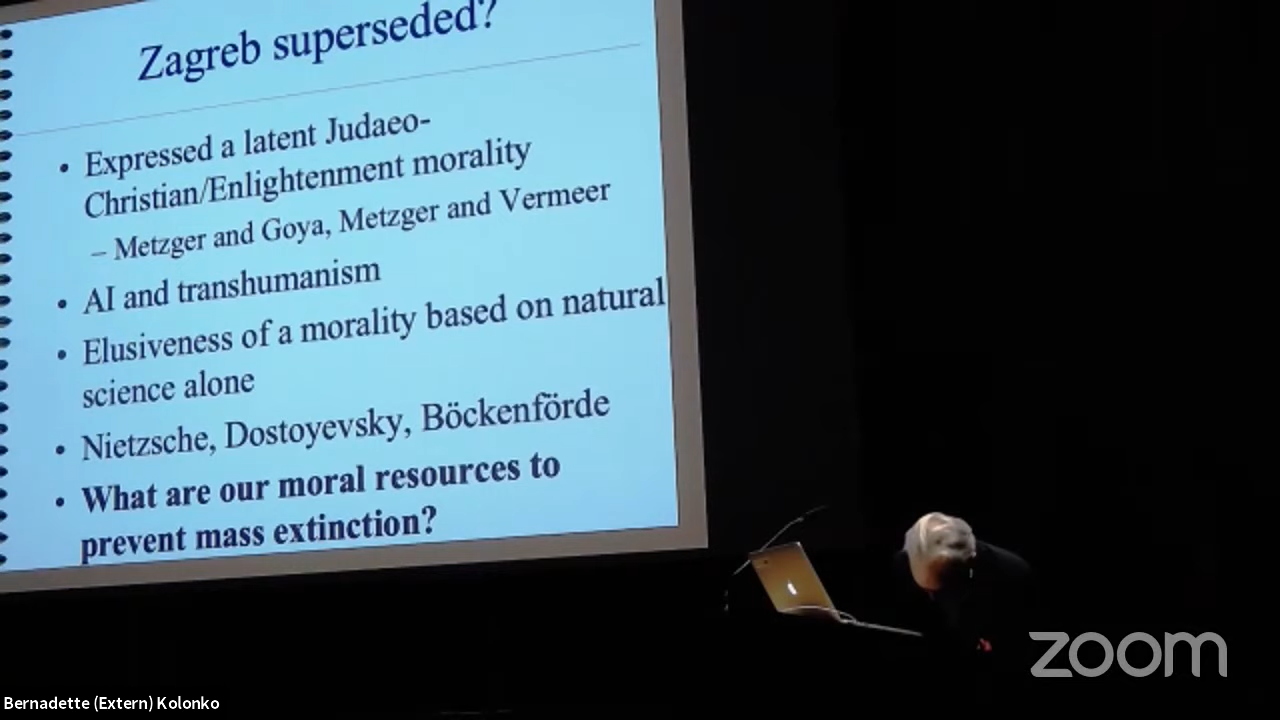 Zagreb superseded?
• Expressed a latent Judaeo-
Christian/Enlightenment morality
– Metzger and Goya, Metzger and Vermeer
• AI and transhumanism
• Elusiveness of a morality based on natural
science alone
• Nietzsche, Dostoyevsky, Böckenförde
• What are our moral resources to
prevent mass extinction?
zoom
Bernadette (Extern) Kolonko